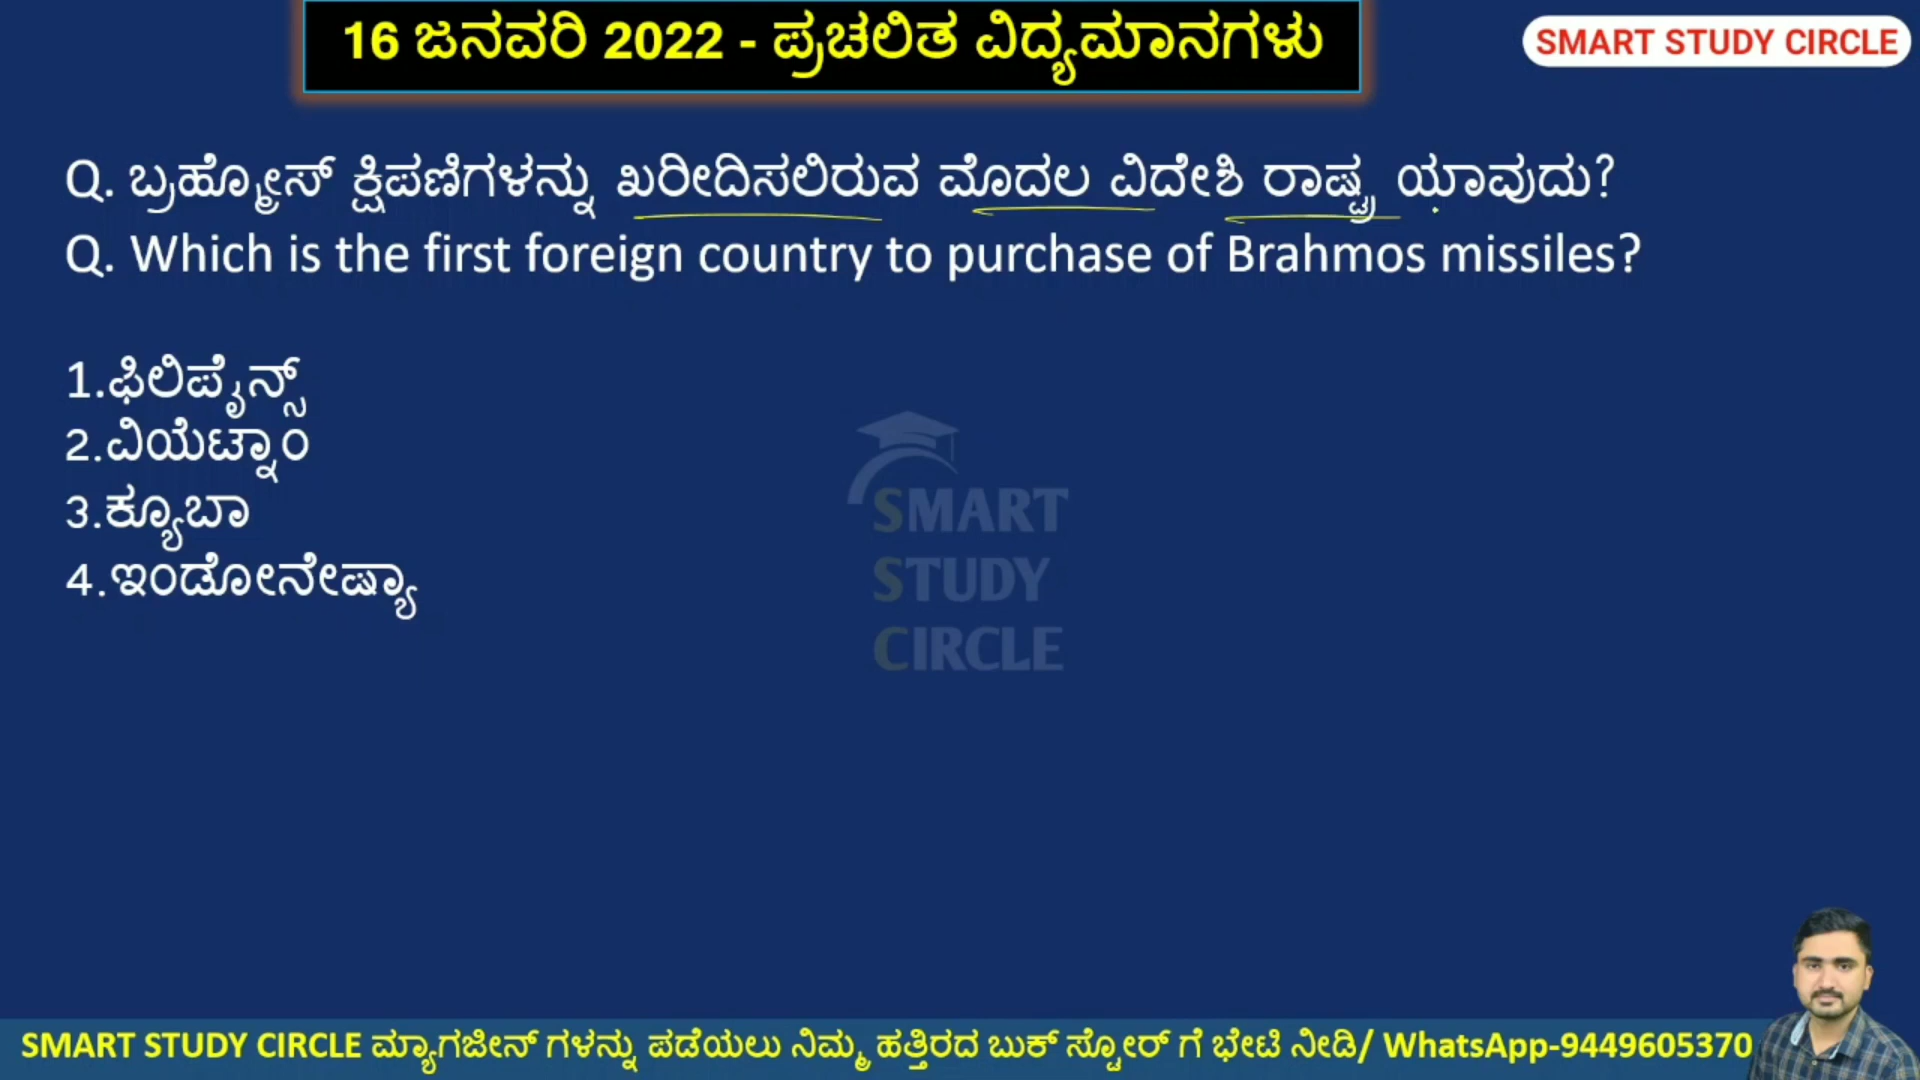 16 ಜನವರಿ 2022 - ಪ್ರಚಲಿತ ವಿದ್ಯಮಾನಗಳು
SMART STUDY CIRCLE
Q. ಬ್ರಹ್ಮೋಸ್ ಕ್ಷಿಪಣಿಗಳನ್ನು ಖರೀದಿಸಲಿರುವ ಮೊದಲ ವಿದೇಶಿ ರಾಷ್ಟ್ರ ಯಾವುದು?
Q. Which is the first foreign country to purchase of Brahmos missiles?
1.ಫಿಲಿಪೈನ್ಸ್
2.ವಿಯೆಟ್ನಾಂ
3.ಕ್ಯೂಬಾ
4.ಇಂಡೋನೇಷ್ಯಾ
SMART
STUDY
CIRCLE
SMART STUDY CIRCLE ಮ್ಯಾಗಜೀನ್ ಗಳನ್ನು ಪಡೆಯಲು ನಿಮ್ಮ ಹತ್ತಿರದ ಬುಕ್ ಸ್ಟೋರ್ ಗೆ ಭೇಟಿ ನೀಡಿ/ WhatsApp-9449605370